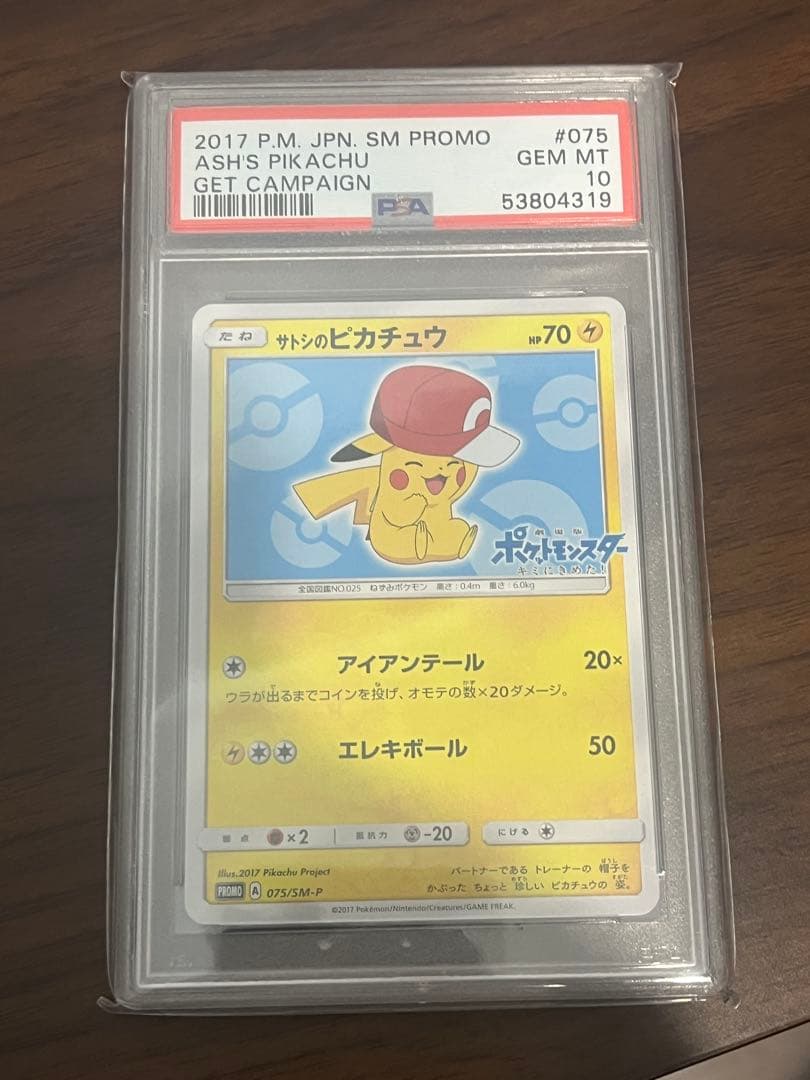 2017 P.M. JPN. SM PROMO #075
ASH'S PIKACHU GEM MT
GET CAMPAIGN 10
PSA 53804319
たね サトシのピカチュウ HP70
劇場版
ポケットモンスター
キミにきめた!
全国図鑑NO.025 ねずみポケモン 高さ:0.4m 重さ:6.0kg
アイアンテール 20×
ウラが出るまでコインを投げ、オモテの数×20ダメージ。
エレキボール 50
弱点 ×2 抵抗力 -20 にげる
Illus.2017 Pikachu Project
パートナーである トレーナーの 帽子を
かぶった ちょっと 珍しい ピカチュウの 姿。
PROMO A 075/SM-P
©2017 Pokémon/Nintendo/Creatures/GAME FREAK.